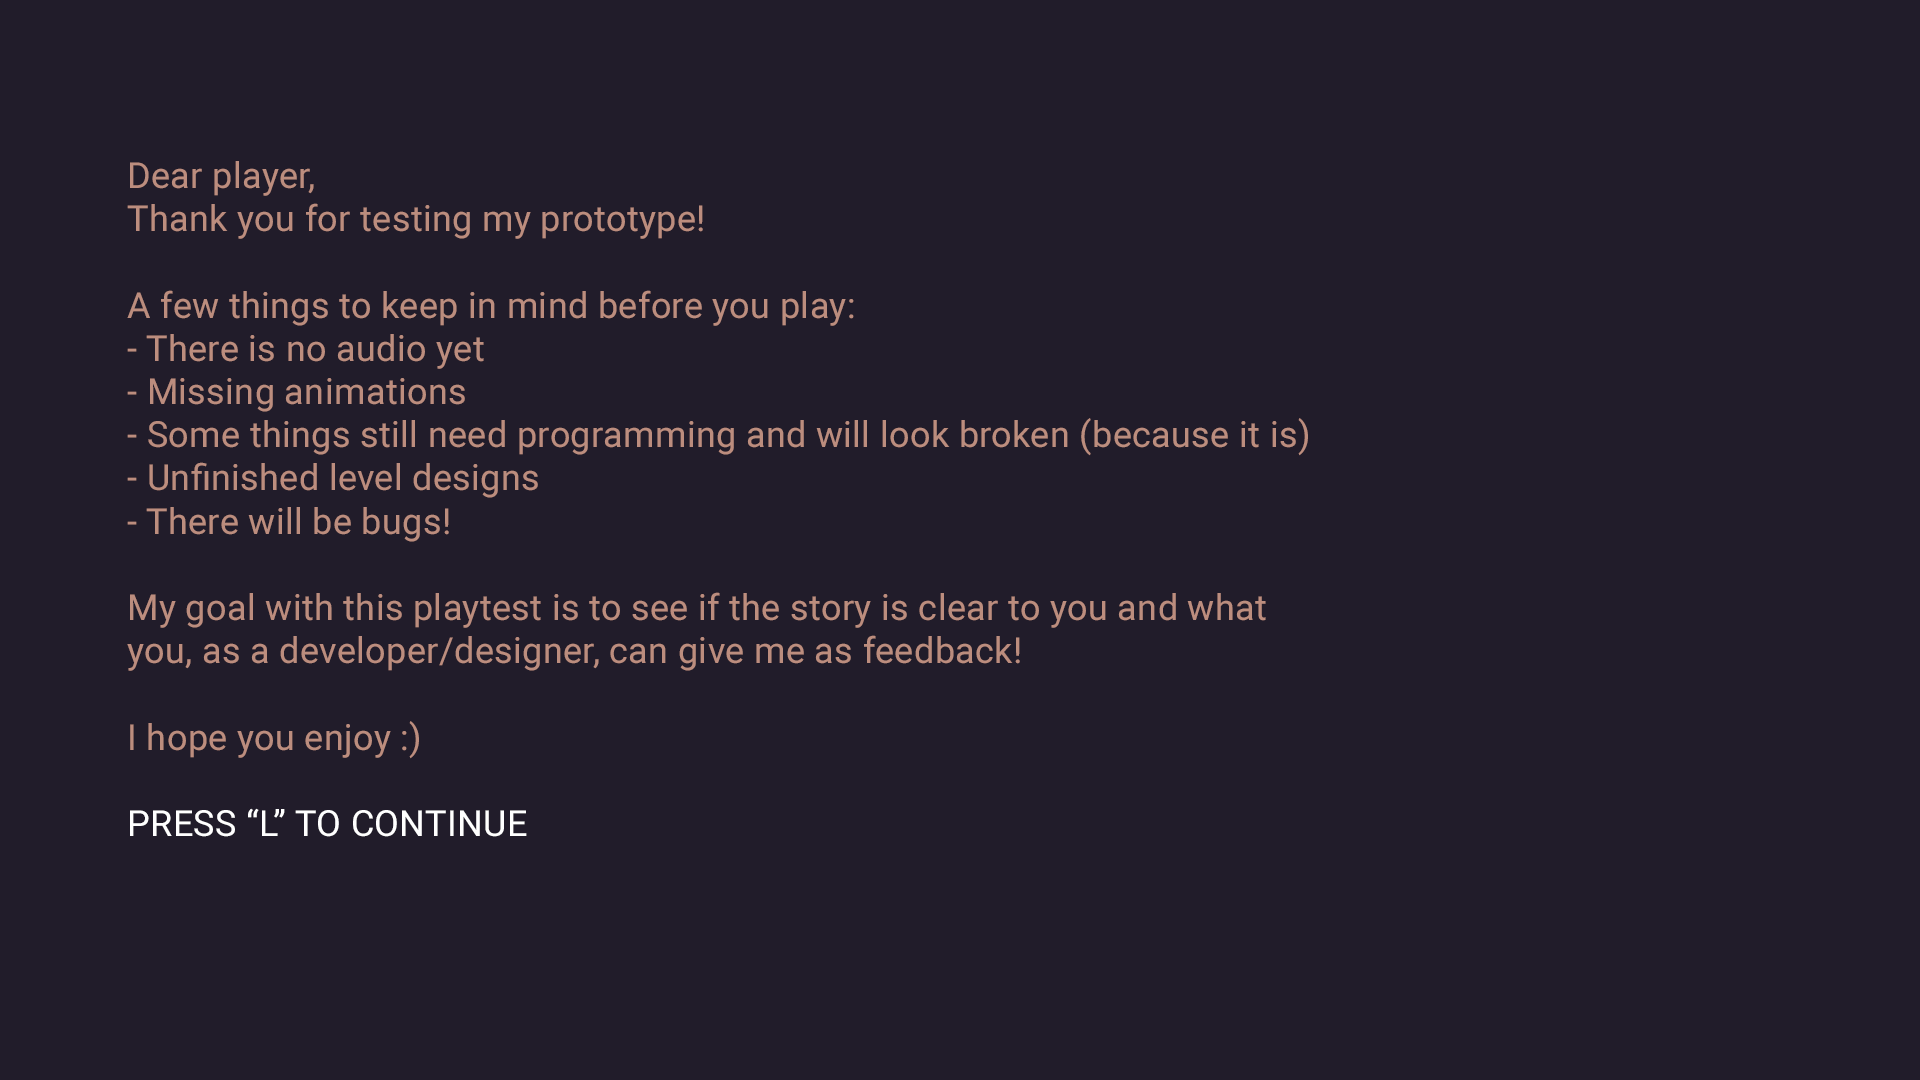 Dear player,
Thank you for testing my prototype!
A few things to keep in mind before you play:
- There is no audio yet
- Missing animations
- Some things still need programming and will look broken (because it is)
- Unfinished level designs
- There will be bugs!
My goal with this playtest is to see if the story is clear to you and what
you, as a developer/designer, can give me as feedback!
I hope you enjoy :)
PRESS “L” TO CONTINUE